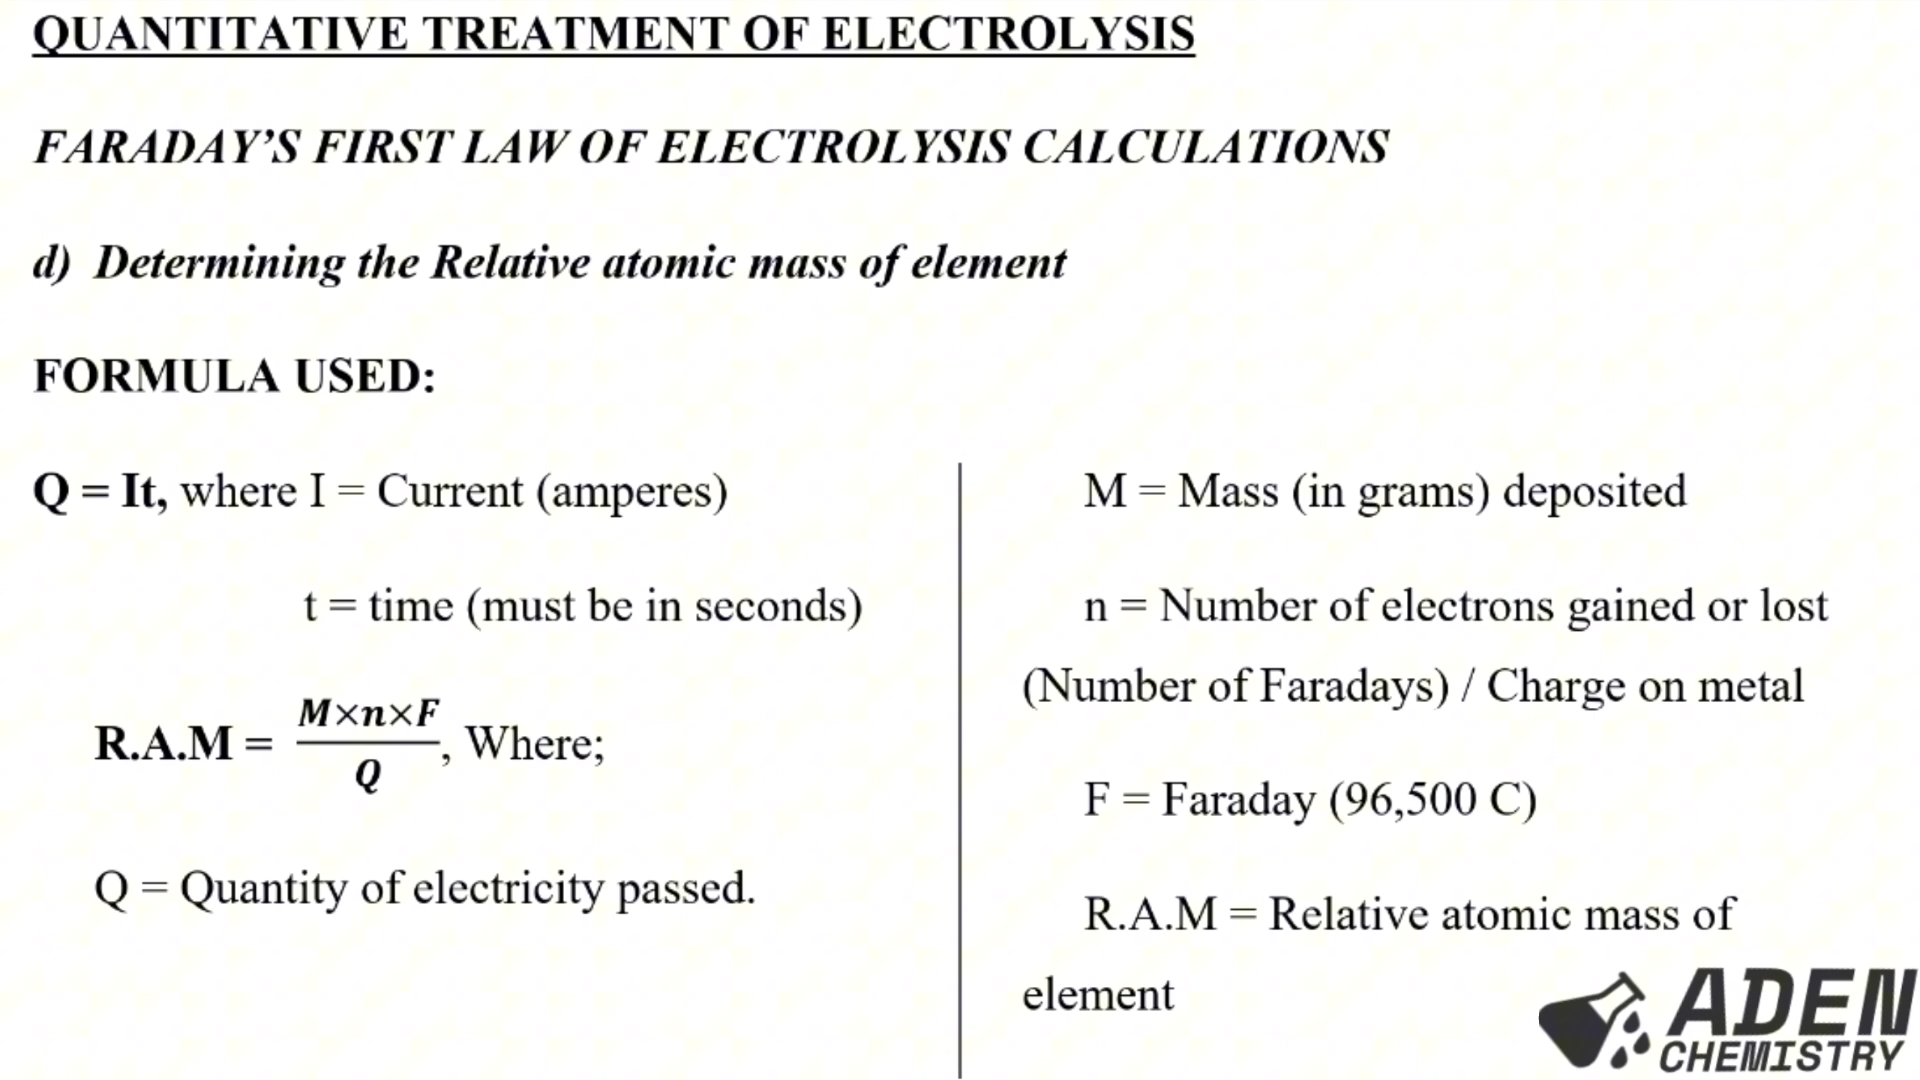 QUANTITATIVE TREATMENT OF ELECTROLYSIS
FARADAY’S FIRST LAW OF ELECTROLYSIS CALCULATIONS
d) Determining the Relative atomic mass of element
FORMULA USED:
Q = It, where I = Current (amperes)
t = time (must be in seconds)
R.A.M = M×n×F / Q, Where;
Q = Quantity of electricity passed.
M = Mass (in grams) deposited
n = Number of electrons gained or lost
(Number of Faradays) / Charge on metal
F = Faraday (96,500 C)
R.A.M = Relative atomic mass of
element
ADEN
CHEMISTRY